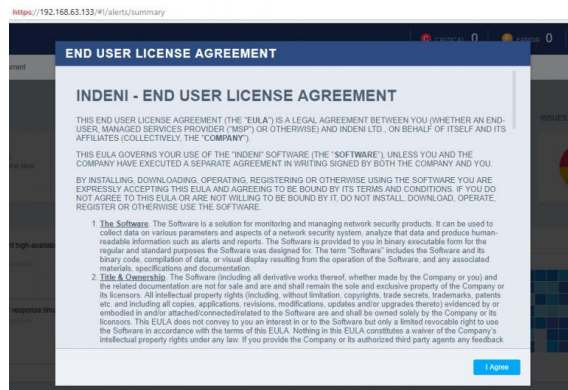 https://192.168.63.133/#!/alerts/summary
CRITICAL 0 ERROR 0
END USER LICENSE AGREEMENT
INDENI - END USER LICENSE AGREEMENT
THIS END USER LICENSE AGREEMENT (THE "EULA") IS A LEGAL AGREEMENT BETWEEN YOU (WHETHER AN END-
USER, MANAGED SERVICES PROVIDER ("MSP") OR OTHERWISE) AND INDENI LTD., ON BEHALF OF ITSELF AND ITS
AFFILIATES (COLLECTIVELY, THE "COMPANY").
THIS EULA GOVERNS YOUR USE OF THE "INDENI" SOFTWARE (THE "SOFTWARE"), UNLESS YOU AND THE
COMPANY HAVE EXECUTED A SEPARATE AGREEMENT IN WRITING SIGNED BY BOTH THE COMPANY AND YOU.
BY INSTALLING, DOWNLOADING, OPERATING, REGISTERING OR OTHERWISE USING THE SOFTWARE YOU ARE
EXPRESSLY ACCEPTING THIS EULA AND AGREEING TO BE BOUND BY ITS TERMS AND CONDITIONS. IF YOU DO
NOT AGREE TO THIS EULA OR ARE NOT WILLING TO BE BOUND BY IT, DO NOT INSTALL, DOWNLOAD, OPERATE,
REGISTER OR OTHERWISE USE THE SOFTWARE.
1. The Software. The Software is a solution for monitoring and managing network security products. It can be used to
collect data on various parameters and aspects of a network security system, analyze that data and produce human-
readable information such as alerts and reports. The Software is provided to you in binary executable form for the
regular and standard purposes the Software was designed for. The term "Software" includes the Software and its
binary code, compilation of data, or visual display resulting from the operation of the Software, and any associated
materials, specifications and documentation.
2. Title & Ownership. The Software (including all derivative works thereof, whether made by the Company or you) and
the related documentation are not for sale and are and shall remain the sole and exclusive property of the Company or
its licensors. All intellectual property rights (including, without limitation, copyrights, trade secrets, trademarks, patents
etc. and including all copies, applications, revisions, modifications, updates and/or upgrades thereto) evidenced by or
embodied in and/or attached/connected/related to the Software are and shall be owned solely by the Company or its
licensors. This EULA does not convey to you an interest in or to the Software but only a limited revocable right to use
the Software in accordance with the terms of this EULA. Nothing in this EULA constitutes a waiver of the Company's
intellectual property rights under any law. If you provide the Company or its authorized third party agents any feedback
I Agree
ISSUES
response time